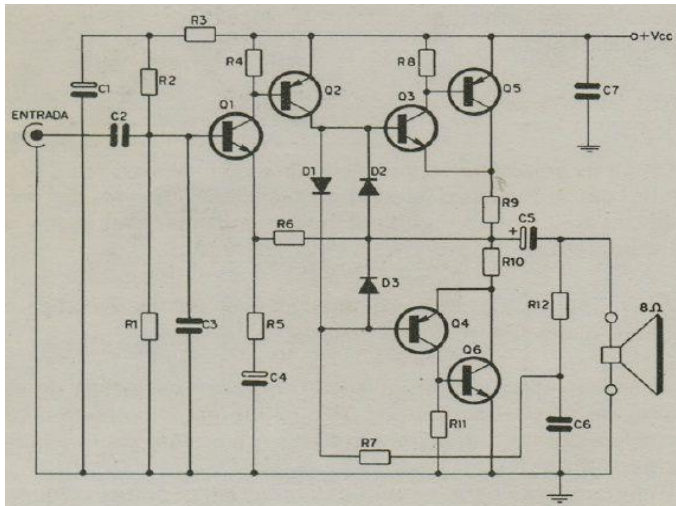 R3
+Vcc
R4
R8
R2
Q2
Q5
C1
Q1
Q3
C7
ENTRADA
C2
D1
D2
R9
C5
+
R6
R10
D3
R12
8Ω
R1
C3
R5
Q4
C4
Q6
R11
C6
R7